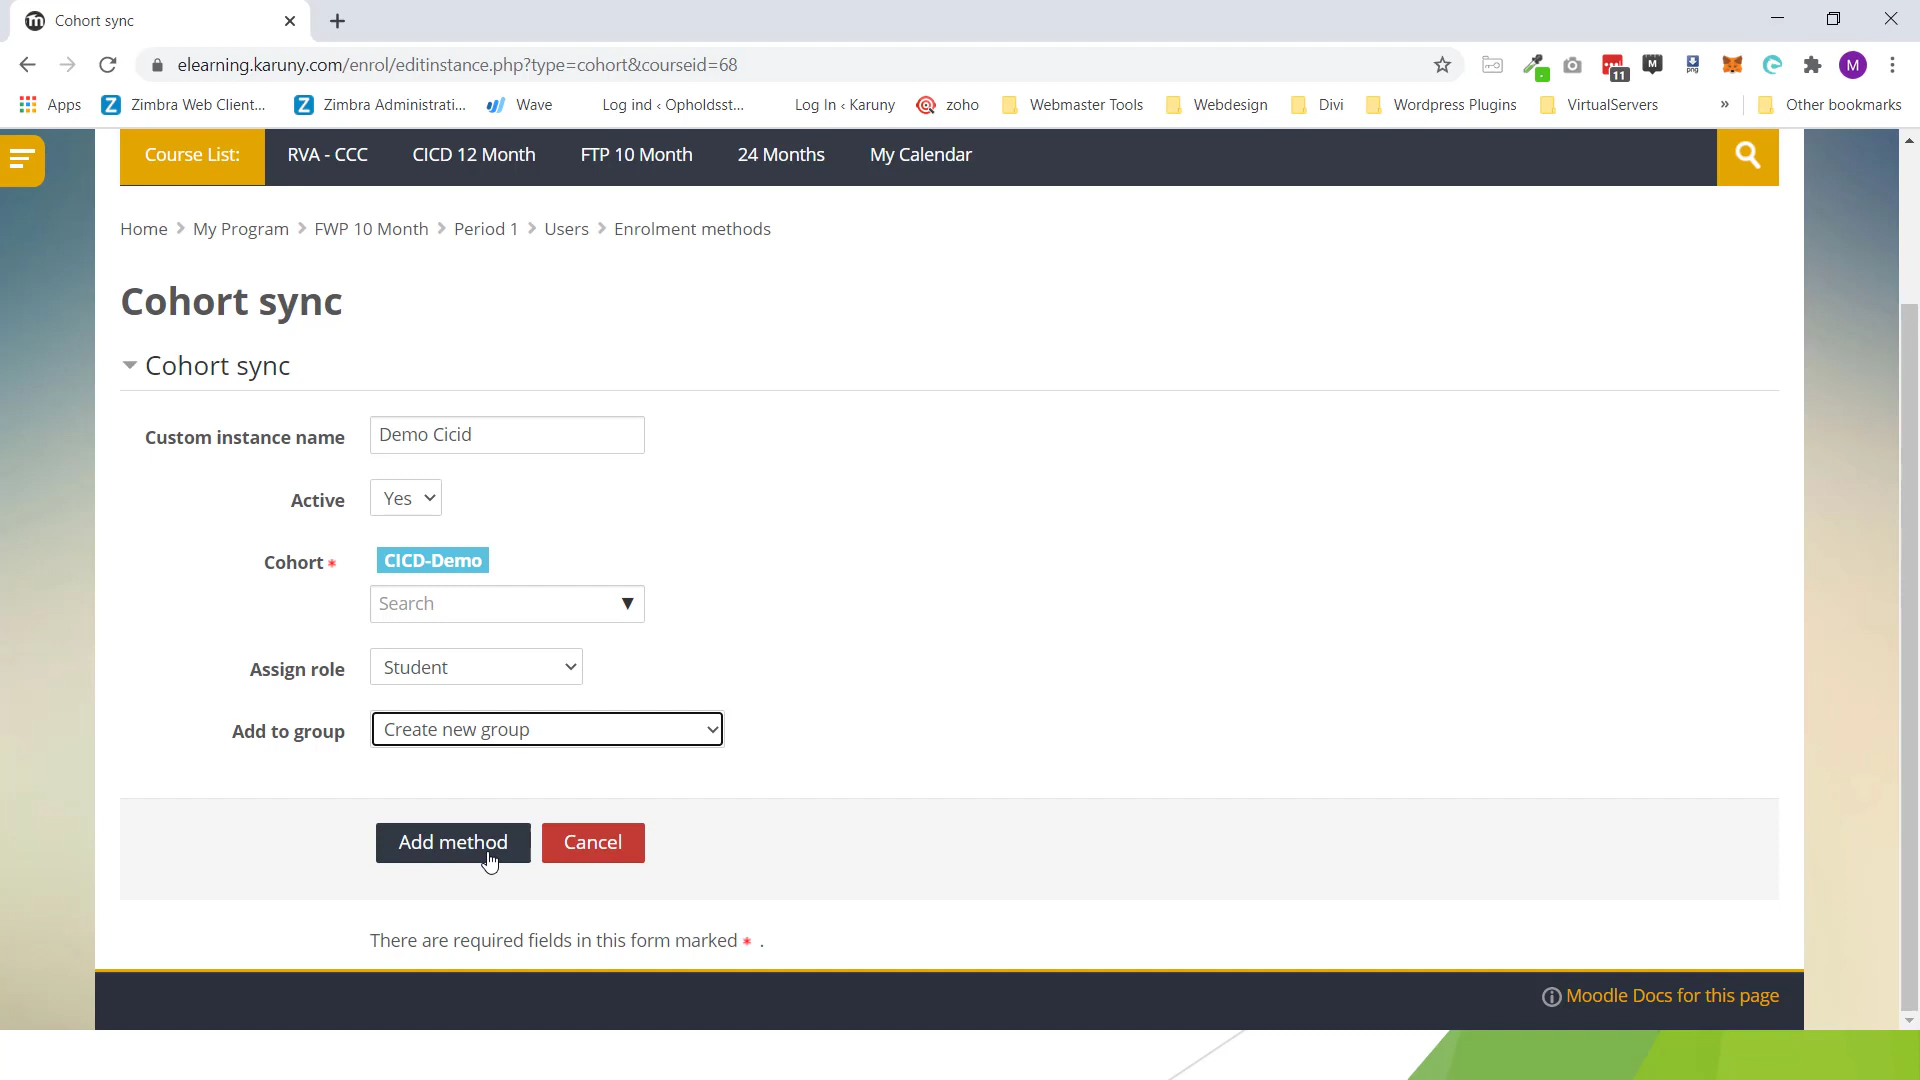 Cohort sync
elearning.karuny.com/enrol/editinstance.php?type=cohort&courseid=68
11
M
png
M
Apps Zimbra Web Client... Zimbra Administrati... Wave Log ind ‹ Opholdsst... Log In ‹ Karuny zoho Webmaster Tools Webdesign Divi Wordpress Plugins VirtualServers » Other bookmarks
Course List: RVA - CCC CICD 12 Month FTP 10 Month 24 Months My Calendar
Home My Program FWP 10 Month Period 1 Users Enrolment methods
Cohort sync
Cohort sync
Custom instance name Demo Cicid
Active Yes
Cohort * CICD-Demo
Search
Assign role Student
Add to group Create new group
Add method Cancel
There are required fields in this form marked * .
Moodle Docs for this page